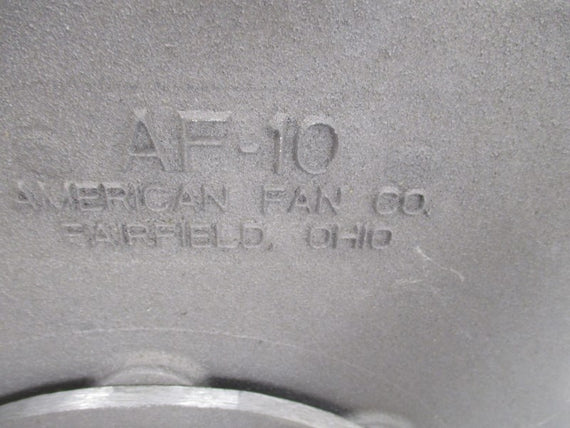 AF-10
AMERICAN FAN CO.
FAIRFIELD, OHIO